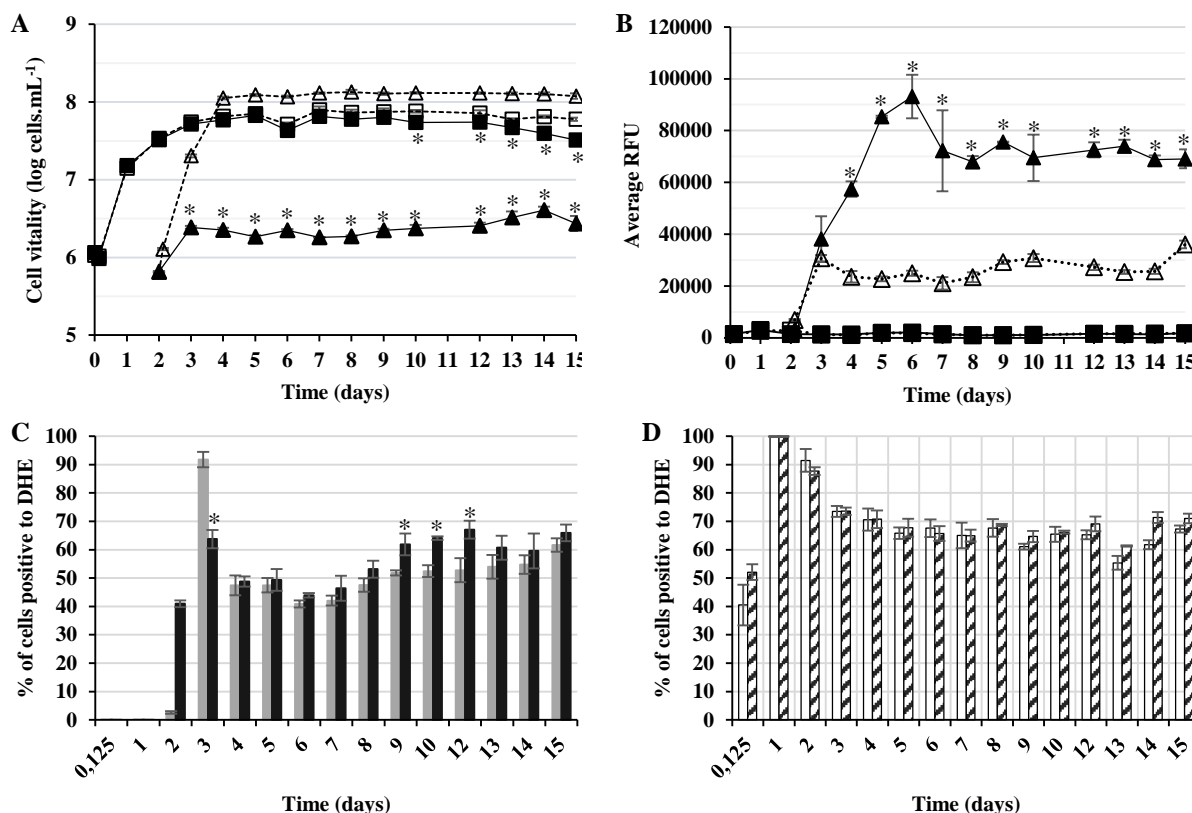 A
Cell vitality (log cells.mL-1)
9
8
7
6
5
* * * * *
* * * * * * * * * * * *
0 1 2 3 4 5 6 7 8 9 10 11 12 13 14 15
Time (days)
B
Average RFU
120000
100000
80000
60000
40000
20000
0
* * * * * * * * * * *
0 1 2 3 4 5 6 7 8 9 10 11 12 13 14 15
Time (days)
C
% of cells positive to DHE
100
90
80
70
60
50
40
30
20
10
0
* * * *
0,125 1 2 3 4 5 6 7 8 9 10 12 13 14 15
Time (days)
D
% of cells positive to DHE
100
90
80
70
60
50
40
30
20
10
0
0,125 1 2 3 4 5 6 7 8 9 10 12 13 14 15
Time (days)